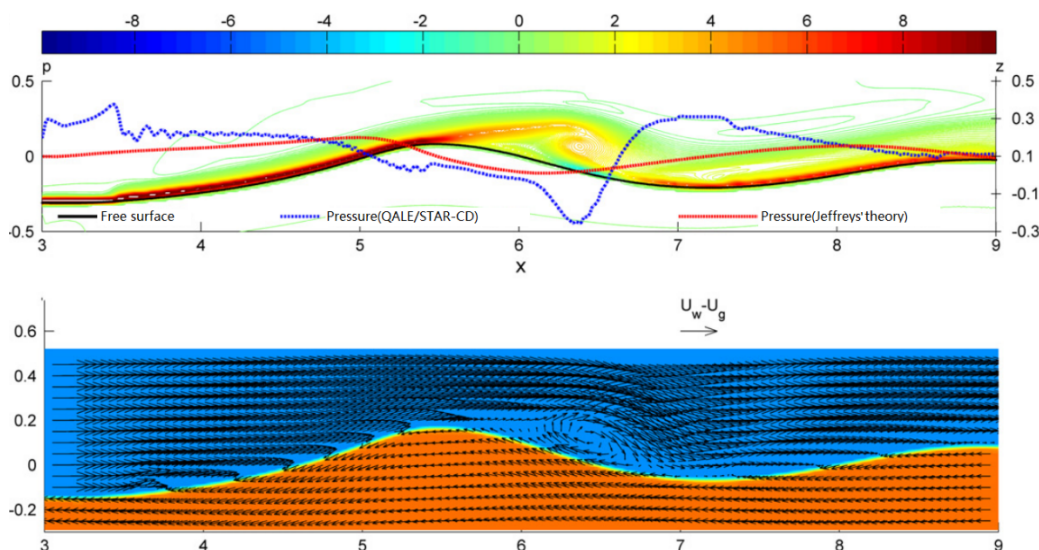 -8 -6 -4 -2 0 2 4 6 8
p z
0.5 0.5
0.3
0 0.1
-0.1
Free surface Pressure(QALE/STAR-CD) Pressure(Jeffreys' theory)
-0.5 -0.3
3 4 5 6 7 8 9
X
U_w-U_g
0.6
0.4
0.2
0
-0.2
3 4 5 6 7 8 9